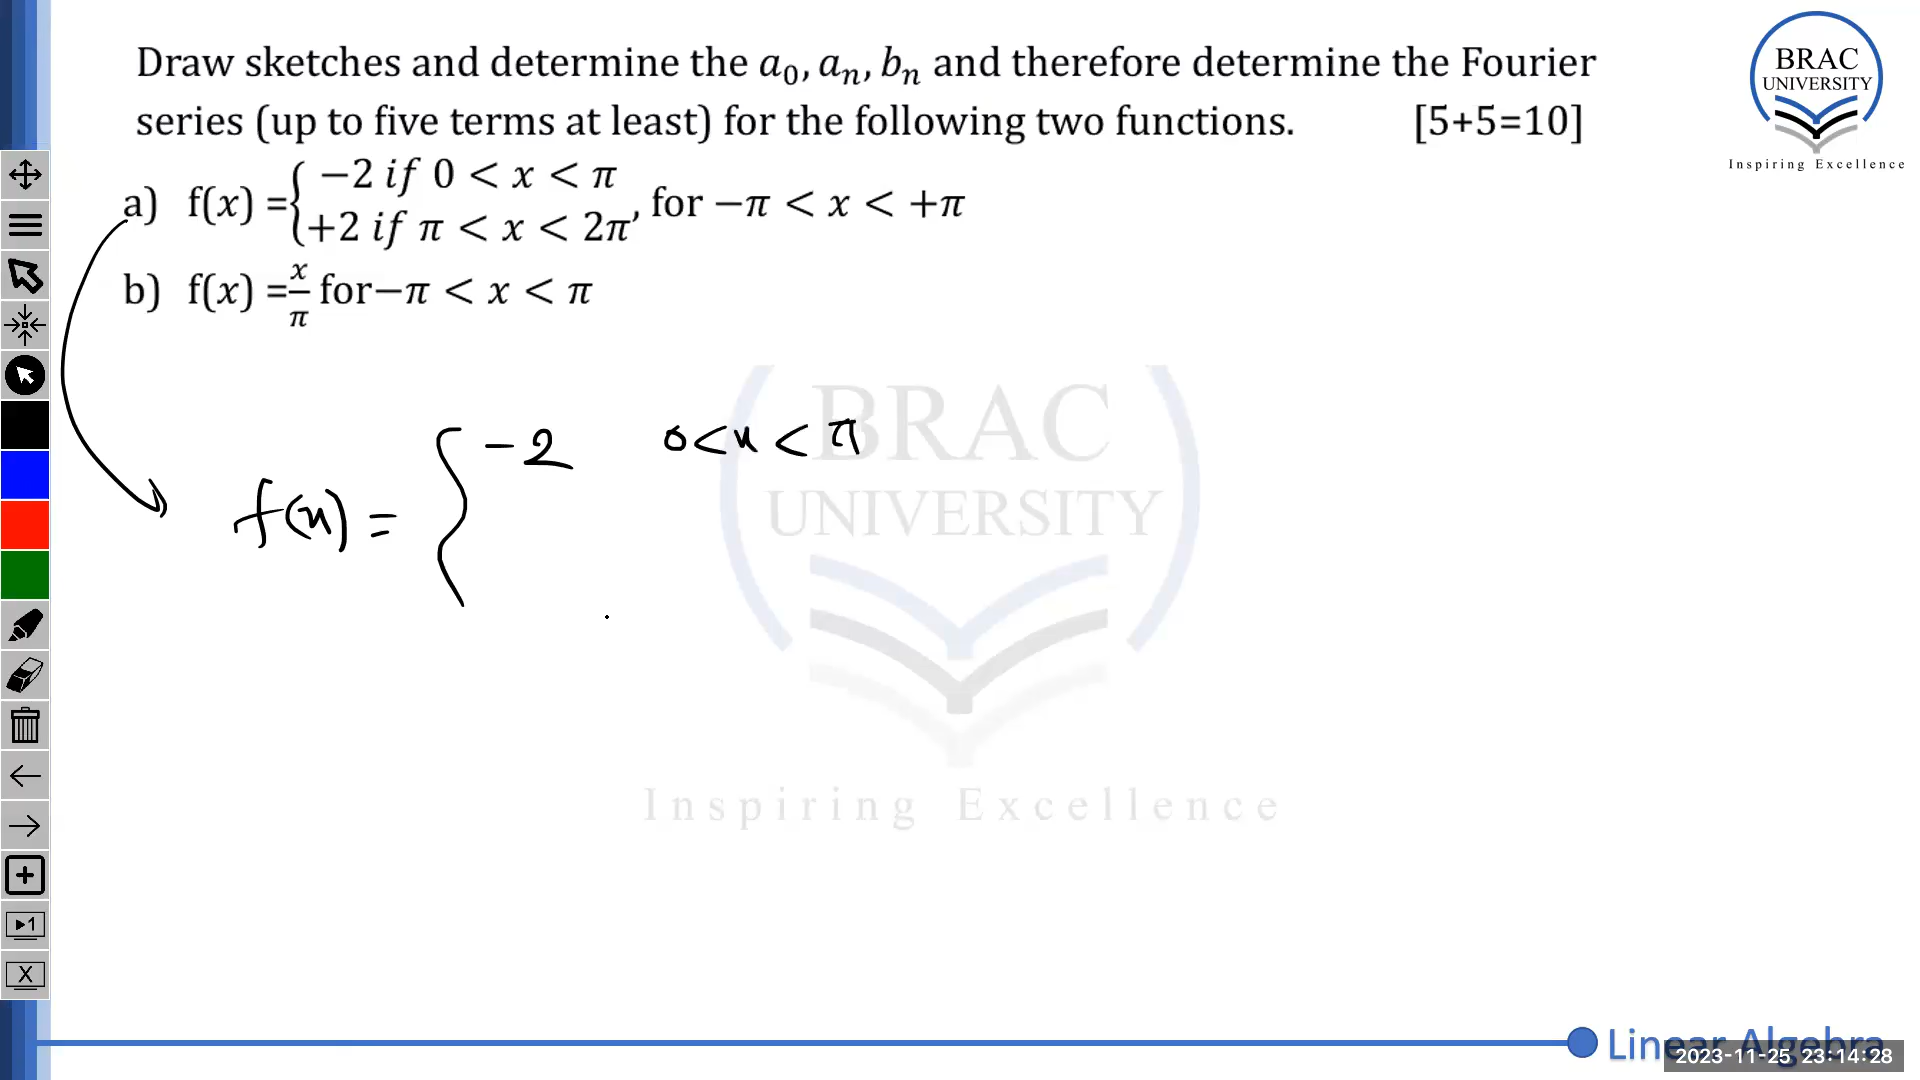 Draw sketches and determine the a₀, aₙ, bₙ and therefore determine the Fourier
series (up to five terms at least) for the following two functions. [5+5=10]
a) f(x) ={ −2 if 0 < x < π
+2 if π < x < 2π , for −π < x < +π
b) f(x) =x/π for−π < x < π
f(x) = { -2 0<x<π
BRAC
UNIVERSITY
Inspiring Excellence
BRAC
UNIVERSITY
Inspiring Excellence
▶1
X
Linear Algebra
2023-11-25 23:14:28